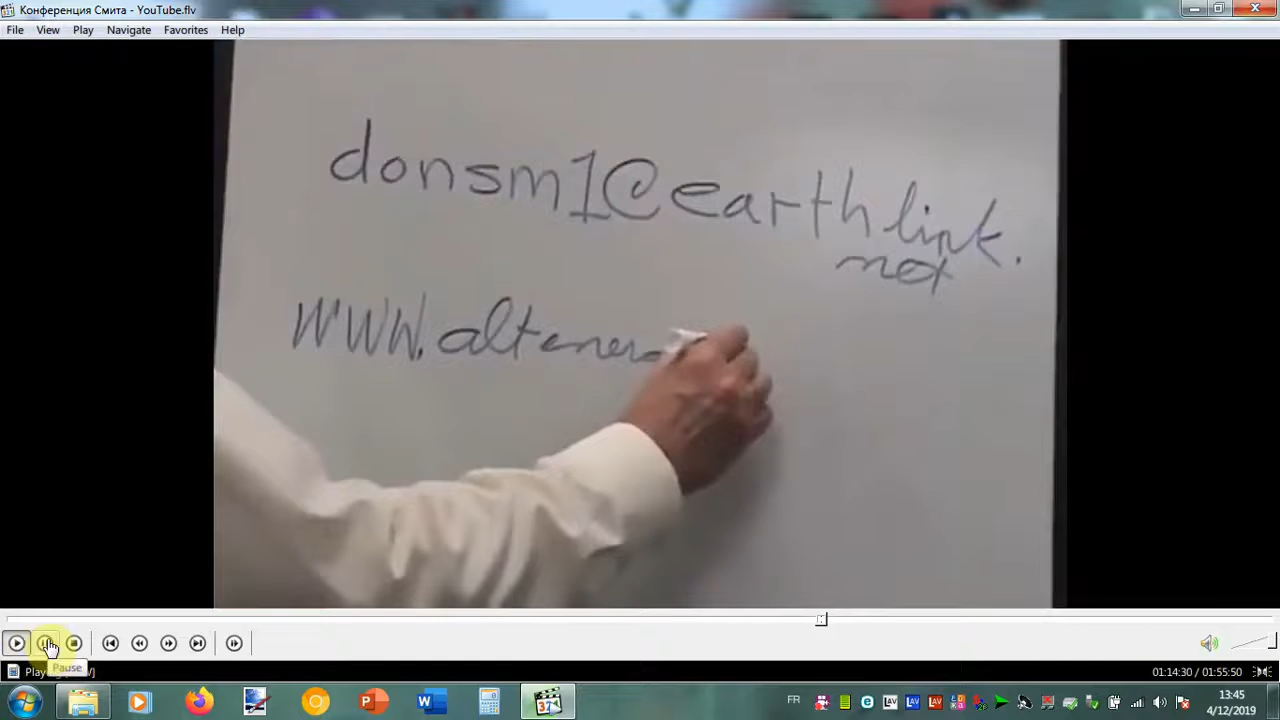 Конференция Смита - YouTube.flv
File View Play Navigate Favorites Help
donsm1@earthlink.
net
www.altener
Pause
01:14:30 / 01:55:50
FR
13:45
4/12/2019